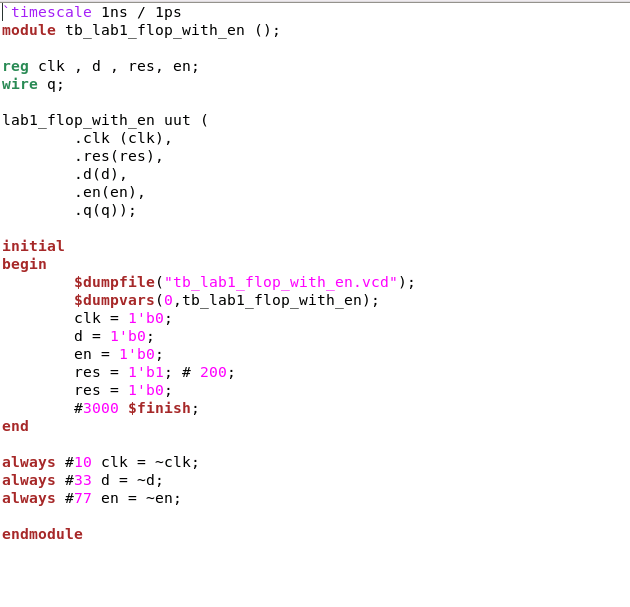 `timescale 1ns / 1ps
module tb_lab1_flop_with_en ();
reg clk , d , res, en;
wire q;
lab1_flop_with_en uut (
.clk (clk),
.res(res),
.d(d),
.en(en),
.q(q));
initial
begin
$dumpfile("tb_lab1_flop_with_en.vcd");
$dumpvars(0,tb_lab1_flop_with_en);
clk = 1'b0;
d = 1'b0;
en = 1'b0;
res = 1'b1; # 200;
res = 1'b0;
#3000 $finish;
end
always #10 clk = ~clk;
always #33 d = ~d;
always #77 en = ~en;
endmodule